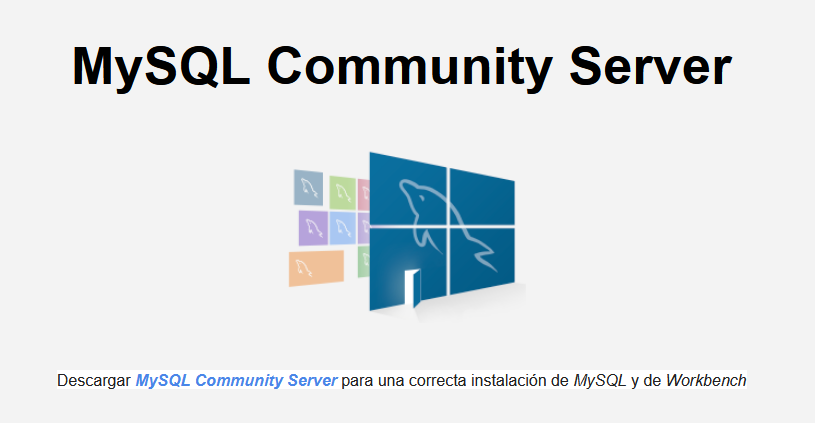 MySQL Community Server
Descargar MySQL Community Server para una correcta instalación de MySQL y de Workbench